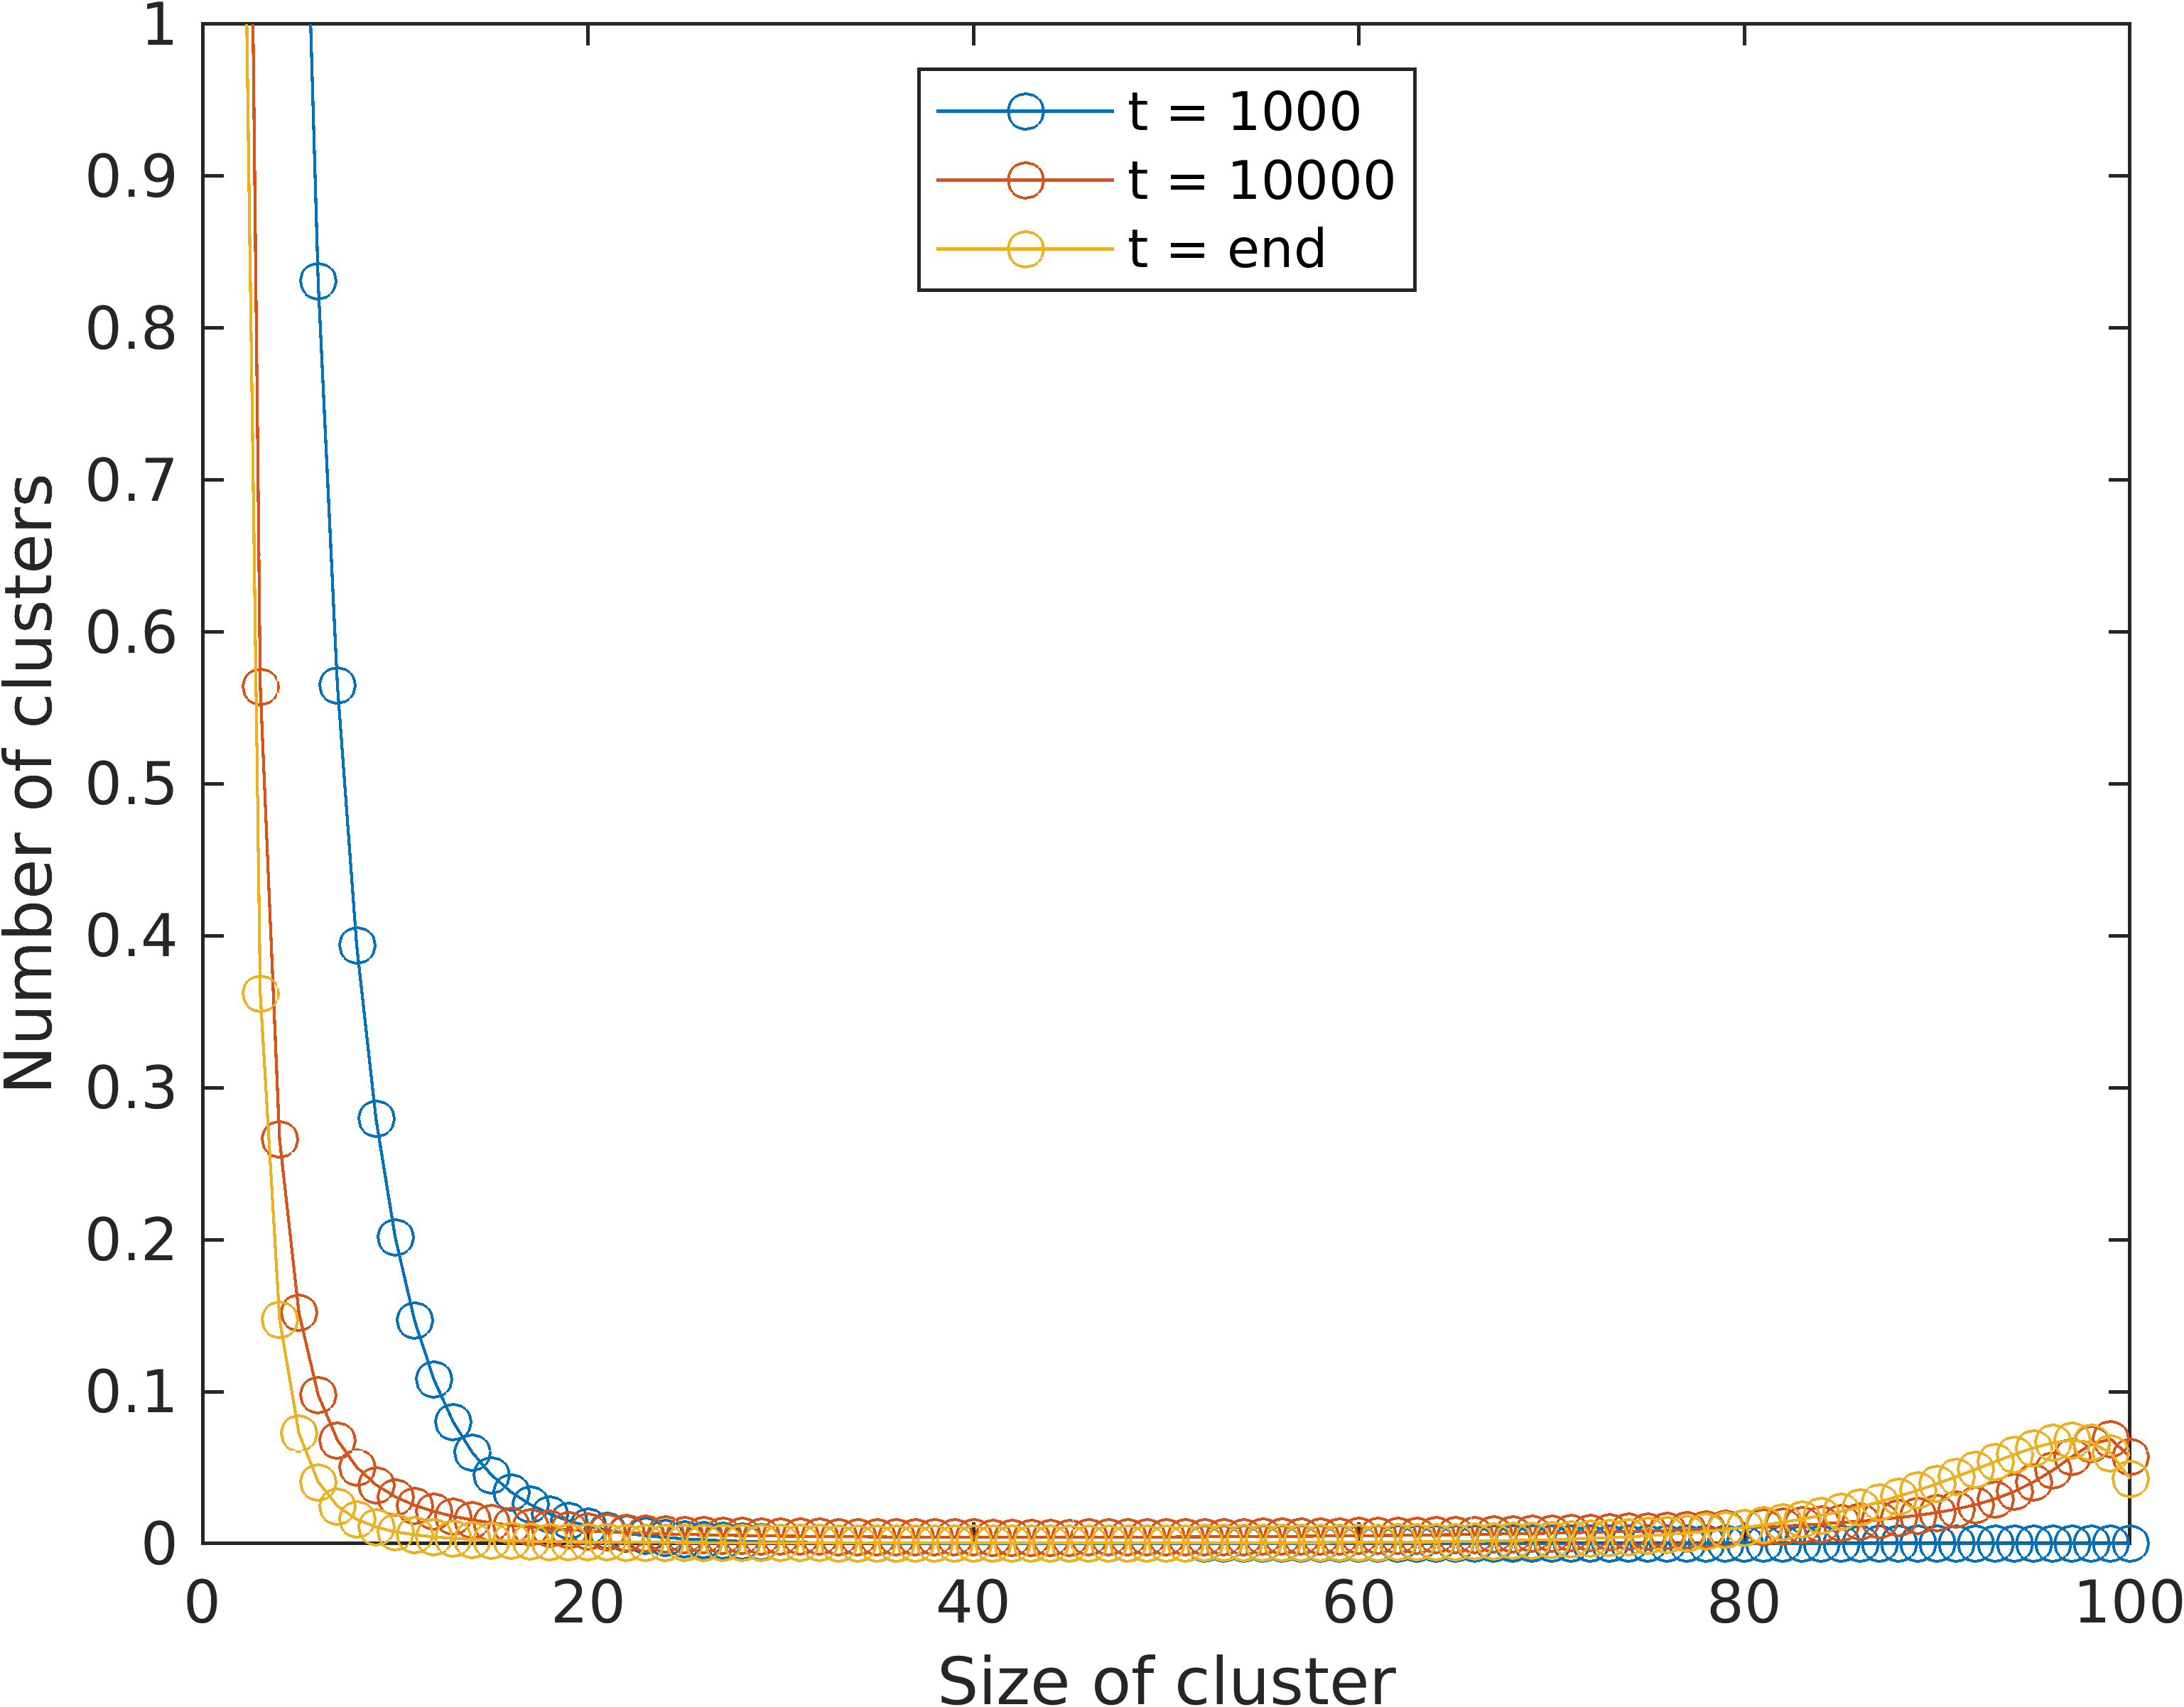 1
0.9
0.8
0.7
0.6
0.5
0.4
0.3
0.2
0.1
0
Number of clusters
t = 1000
t = 10000
t = end
0 20 40 60 80 100
Size of cluster